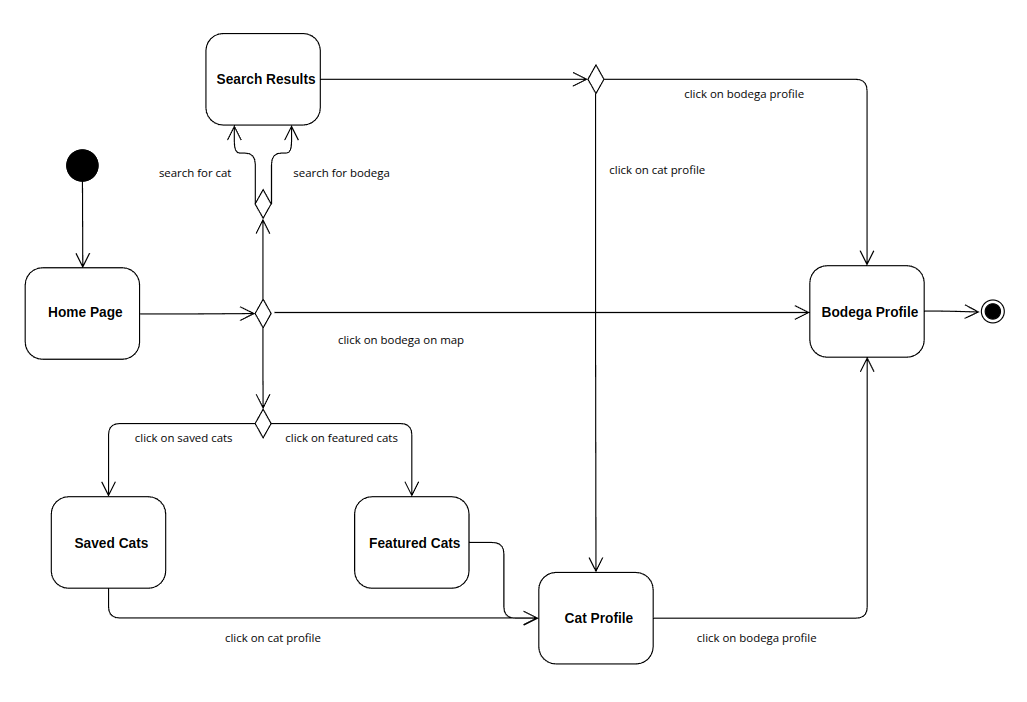 Search Results
click on bodega profile
search for cat
search for bodega
click on cat profile
Home Page
Bodega Profile
click on bodega on map
click on saved cats
click on featured cats
Saved Cats
Featured Cats
Cat Profile
click on cat profile
click on bodega profile